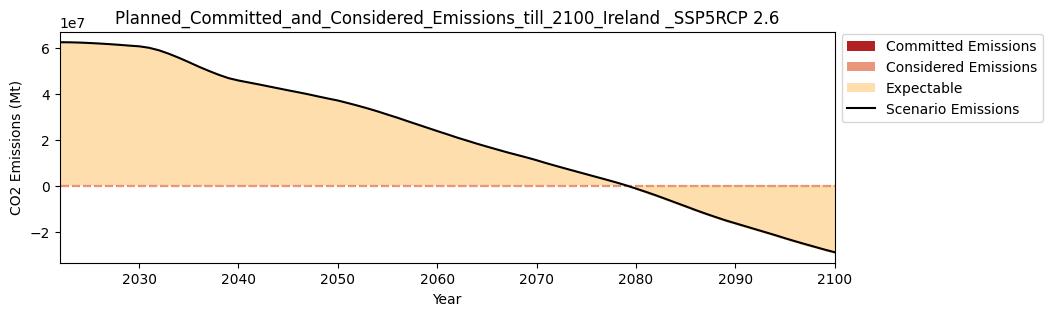 Planned_Committed_and_Considered_Emissions_till_2100_Ireland _SSP5RCP 2.6
1e7
6
4
2
0
−2
CO2 Emissions (Mt)
2030 2040 2050 2060 2070 2080 2090 2100
Year
Committed Emissions
Considered Emissions
Expectable
Scenario Emissions